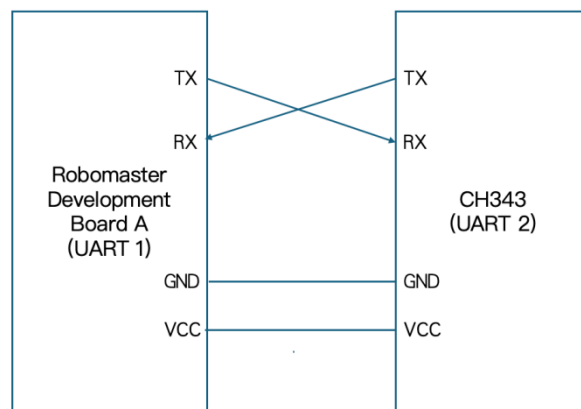 TX
RX
Robomaster
Development
Board A
(UART 1)
GND
VCC
TX
RX
CH343
(UART 2)
GND
VCC